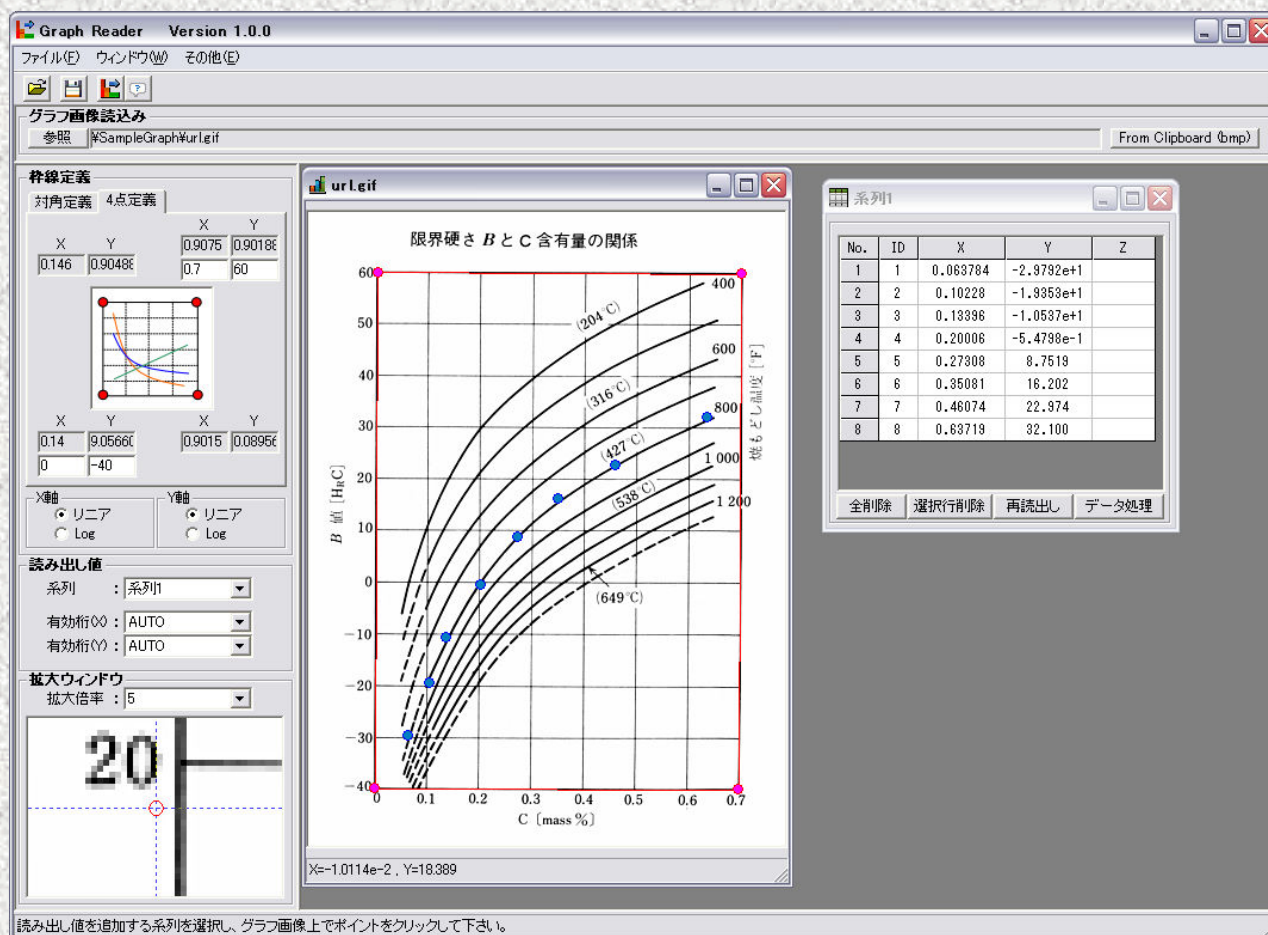 Graph Reader Version 1.0.0
ファイル(F) ウィンドウ(W) その他(E)
グラフ画像読込み
参照 ¥SampleGraph¥url.gif From Clipboard (bmp)
枠線定義
対角定義 4点定義
X Y
0.9075 0.90188
X Y
0.146 0.90488
0.7 60
X Y X Y
0.14 9.0566( 0.9015 0.08956
0 -40
X軸 Y軸
リニア リニア
Log Log
読み出し値
系列 : 系列1
有効桁(X) : AUTO
有効桁(Y) : AUTO
拡大ウィンドウ
拡大倍率 : 5
20
url.gif
限界硬さ B と C 含有量の関係
60
50
40
30
20
10
0
-10
-20
-30
-40
B 値 [HRC]
400
600
800
1 000
1 200
(204℃)
(316℃)
(427℃)
(538℃)
(649℃)
焼もどし温度 [°F]
0 0.1 0.2 0.3 0.4 0.5 0.6 0.7
C [mass %]
X=-1.0114e-2 , Y=18.389
系列1
No. ID X Y Z
1 1 0.063784 -2.9792e+1
2 2 0.10228 -1.9353e+1
3 3 0.13396 -1.0537e+1
4 4 0.20006 -5.4798e-1
5 5 0.27308 8.7519
6 6 0.35081 16.202
7 7 0.46074 22.974
8 8 0.63719 32.100
全削除 選択行削除 再読出し データ処理
読み出し値を追加する系列を選択し、グラフ画像上でポイントをクリックして下さい。